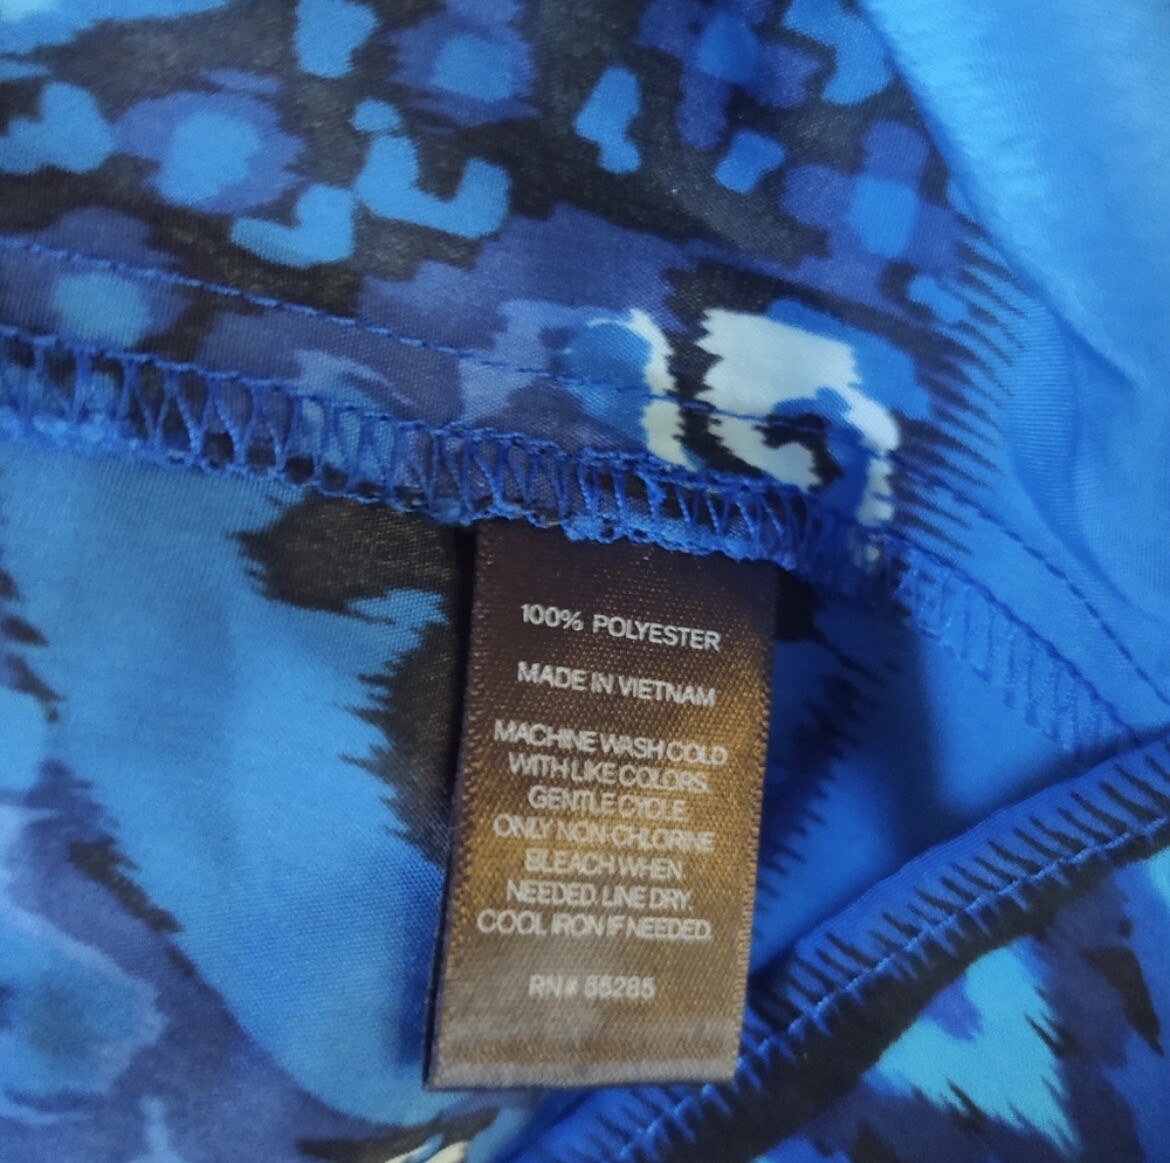 100% POLYESTER
MADE IN VIETNAM
MACHINE WASH COLD
WITH LIKE COLORS.
GENTLE CYCLE.
ONLY NON-CHLORINE
BLEACH WHEN
NEEDED. LINE DRY.
COOL IRON IF NEEDED.
RN# 55285